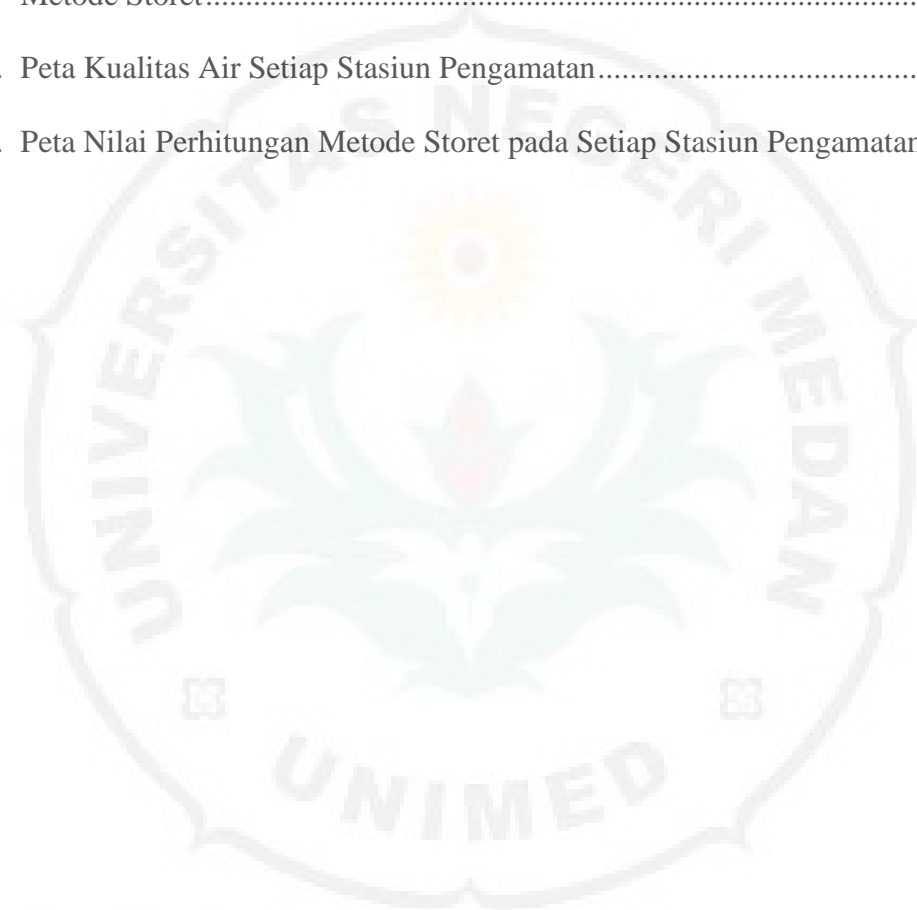 Metode Storet....................................................................................
. Peta Kualitas Air Setiap Stasiun Pengamatan........................................
. Peta Nilai Perhitungan Metode Storet pada Setiap Stasiun Pengamatan
UNIVERSITAS NEGERI MEDAN
UNIMED